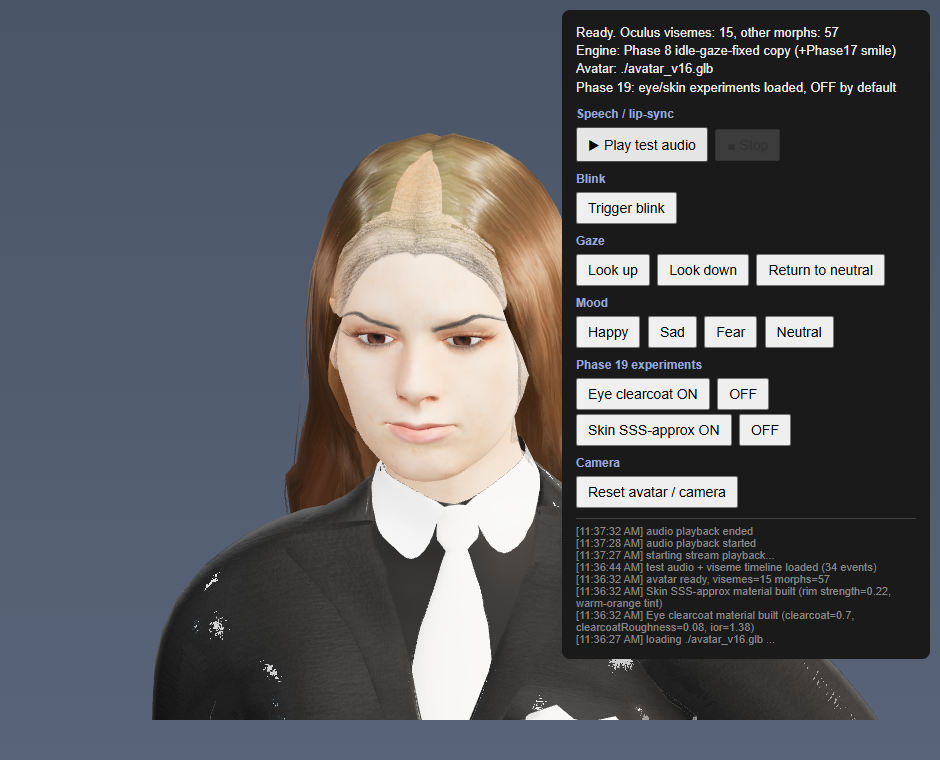 Ready. Oculus visemes: 15, other morphs: 57
Engine: Phase 8 idle-gaze-fixed copy (+Phase17 smile)
Avatar: ./avatar_v16.glb
Phase 19: eye/skin experiments loaded, OFF by default
Speech / lip-sync
▶ Play test audio ■ Stop
Blink
Trigger blink
Gaze
Look up Look down Return to neutral
Mood
Happy Sad Fear Neutral
Phase 19 experiments
Eye clearcoat ON OFF
Skin SSS-approx ON OFF
Camera
Reset avatar / camera
[11:37:32 AM] audio playback ended
[11:37:28 AM] audio playback started
[11:37:27 AM] starting stream playback...
[11:36:44 AM] test audio + viseme timeline loaded (34 events)
[11:36:32 AM] avatar ready, visemes=15 morphs=57
[11:36:32 AM] Skin SSS-approx material built (rim strength=0.22,
warm-orange tint)
[11:36:32 AM] Eye clearcoat material built (clearcoat=0.7,
clearcoatRoughness=0.08, ior=1.38)
[11:36:27 AM] loading ./avatar_v16.glb ...